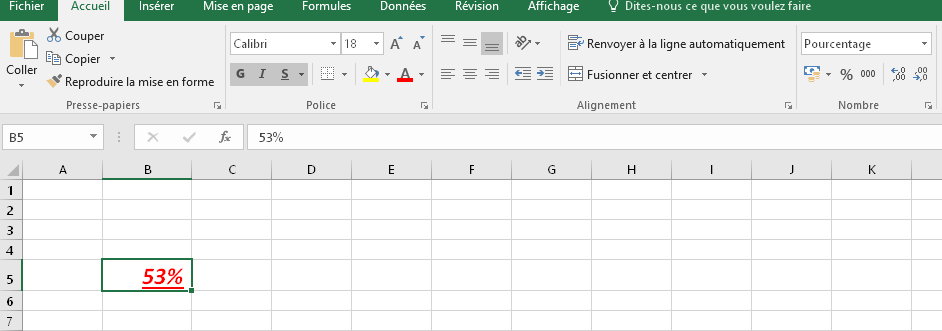 Fichier Accueil Insérer Mise en page Formules Données Révision Affichage Dites-nous ce que vous voulez faire
Coller
Couper
Copier
Reproduire la mise en forme
Presse-papiers
Calibri 18 A A
G I S A
Police
ab
Renvoyer à la ligne automatiquement
Fusionner et centrer
Alignement
Pourcentage
% 000 ,00 ,00
Nombre
B5 fx 53%
A B C D E F G H I J K
1
2
3
4
5 53%
6
7